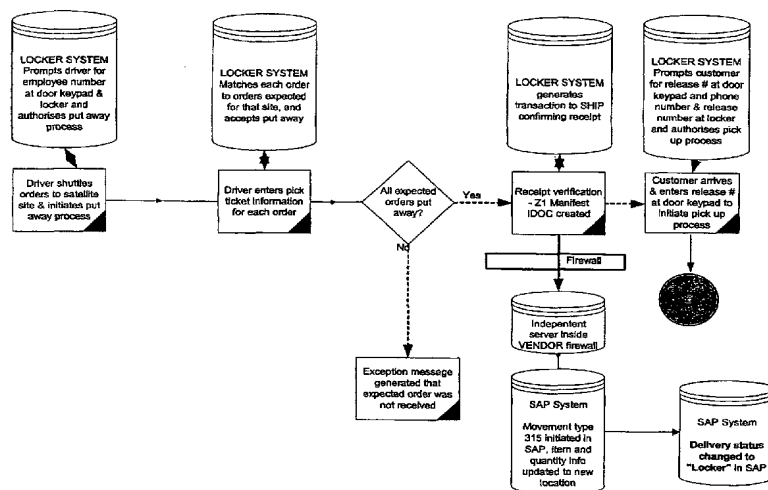 LOCKER SYSTEM
Prompts driver for
employee number
at door keypad &
locker and
authorises put away
process
LOCKER SYSTEM
Matches each order
to orders expected
for that site, and
accepts put away
LOCKER SYSTEM
generates
transaction to SHIP
confirming receipt
LOCKER SYSTEM
Prompts customer
for release # at door
keypad and phone
number & release
number at locker
and authorises pick
up process
Driver shuttles
orders to satellite
site & initiates put
away process
Driver enters pick
ticket information
for each order
All expected
orders put
away?
Yes
No
Receipt verification
- Z1 Manifest
IDOC created
Customer arrives
& enters release #
at door keypad to
initiate pick up
process
Firewall
Independent
server inside
VENDOR firewall
Exception message
generated that
expected order was
not received
SAP System
Movement type
315 initiated in
SAP, item and
quantity info
updated to new
location
SAP System
Delivery status
changed to
"Locker" in SAP